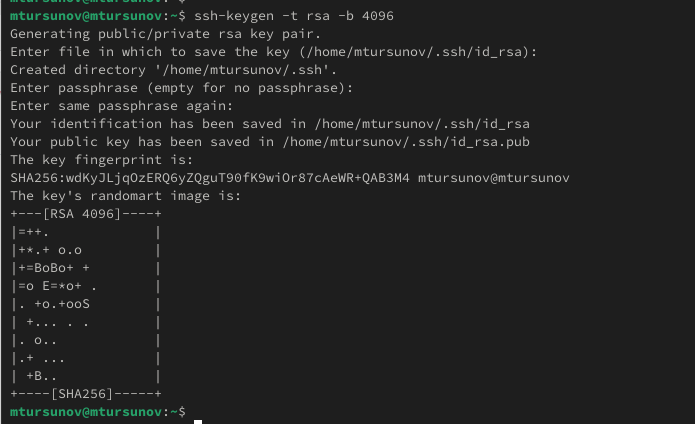 mtursunov@mtursunov:~$ ssh-keygen -t rsa -b 4096
Generating public/private rsa key pair.
Enter file in which to save the key (/home/mtursunov/.ssh/id_rsa):
Created directory '/home/mtursunov/.ssh'.
Enter passphrase (empty for no passphrase):
Enter same passphrase again:
Your identification has been saved in /home/mtursunov/.ssh/id_rsa
Your public key has been saved in /home/mtursunov/.ssh/id_rsa.pub
The key fingerprint is:
SHA256:wdKyJLjqOzERQ6yZQguT90fK9wiOr87cAeWR+QAB3M4 mtursunov@mtursunov
The key's randomart image is:
+---[RSA 4096]----+
|=++.             |
|+*.+ o.o         |
|+=BoBo+ +        |
|=o E=*o+ .       |
|. +o.+ooS        |
| +... . .        |
|. o..            |
|.+ ...           |
| +B..            |
+----[SHA256]-----+
mtursunov@mtursunov:~$